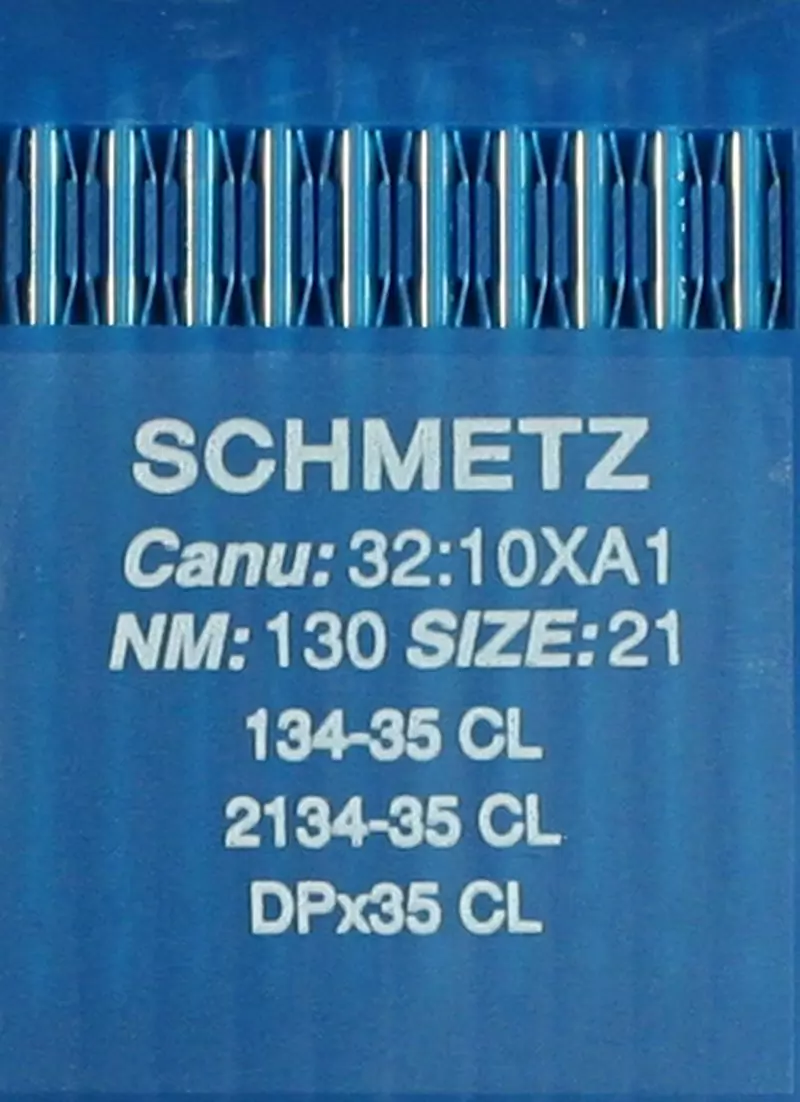 SCHMETZ
Canu: 32:10XA1
NM: 130 SIZE: 21
134-35 CL
2134-35 CL
DPx35 CL